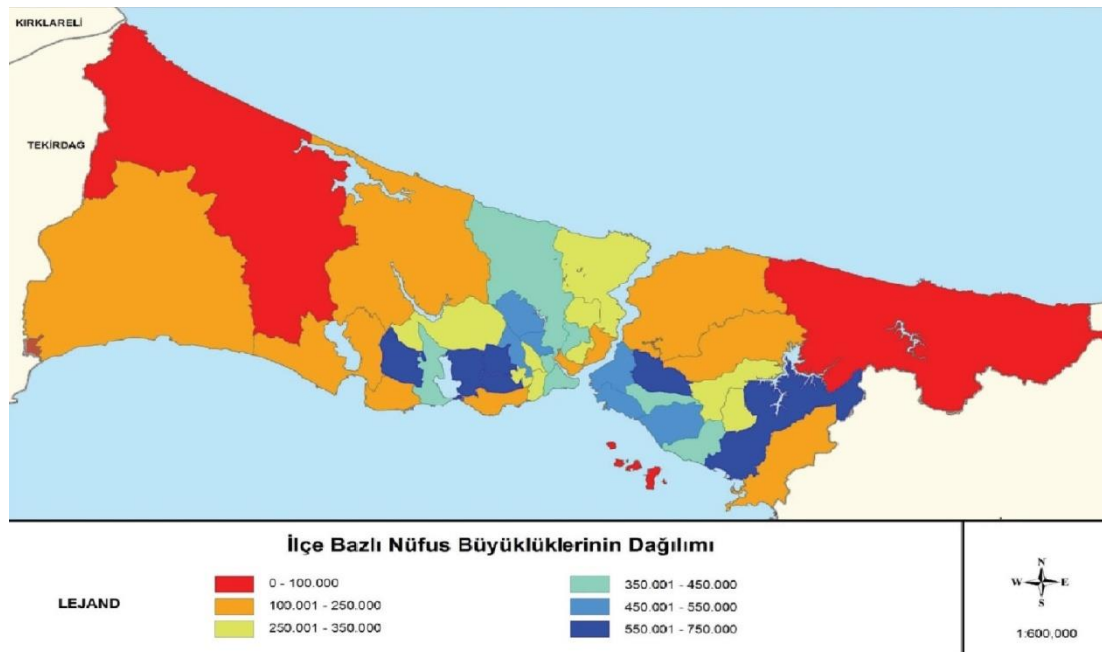 KIRKLARELİ
TEKİRDAĞ
İlçe Bazlı Nüfus Büyüklüklerinin Dağılımı
LEJAND
0 - 100.000
100.001 - 250.000
250.001 - 350.000
350.001 - 450.000
450.001 - 550.000
550.001 - 750.000
N
W E
S
1:600,000